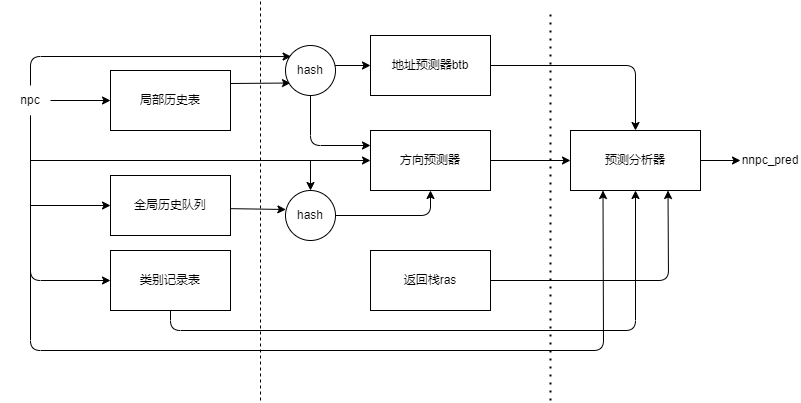 npc
局部历史表
全局历史队列
类别记录表
hash
hash
地址预测器btb
方向预测器
返回栈ras
预测分析器
nnpc_pred